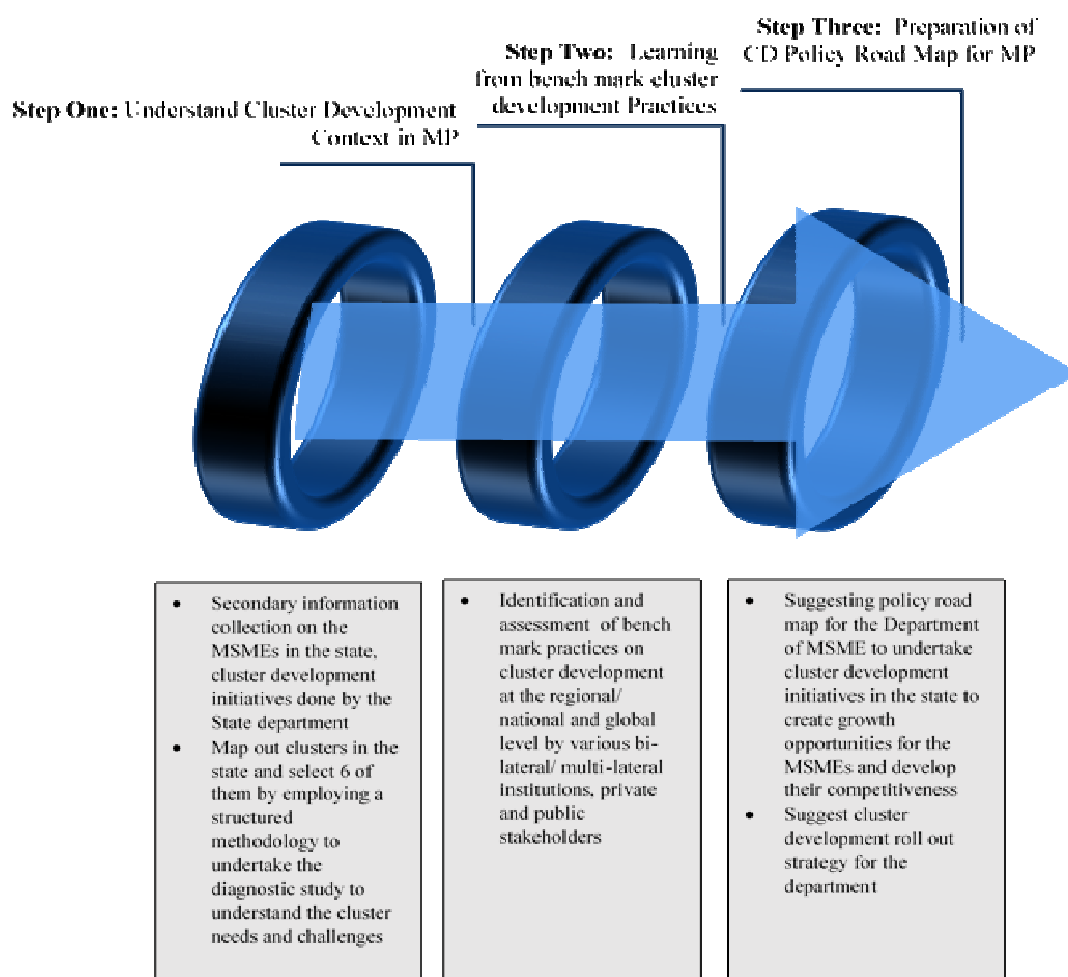 Step Three: Preparation of
CD Policy Road Map for MP
Step Two: Learning
from bench mark cluster
development Practices
Step One: Understand Cluster Development
Context in MP
• Secondary information
collection on the
MSMEs in the state,
cluster development
initiatives done by the
State department
• Map out clusters in the
state and select 6 of
them by employing a
structured
methodology to
undertake the
diagnostic study to
understand the cluster
needs and challenges
• Identification and
assessment of bench
mark practices on
cluster development
at the regional/
national and global
level by various bi-
lateral/ multi-lateral
institutions, private
and public
stakeholders
• Suggesting policy road
map for the Department
of MSME to undertake
cluster development
initiatives in the state to
create growth
opportunities for the
MSMEs and develop
their competitiveness
• Suggest cluster
development roll out
strategy for the
department